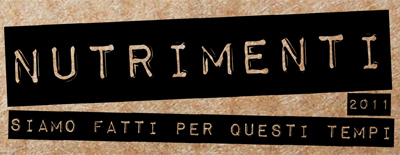 NUTRIMENTI
2011
SIAMO FATTI PER QUESTI TEMPI